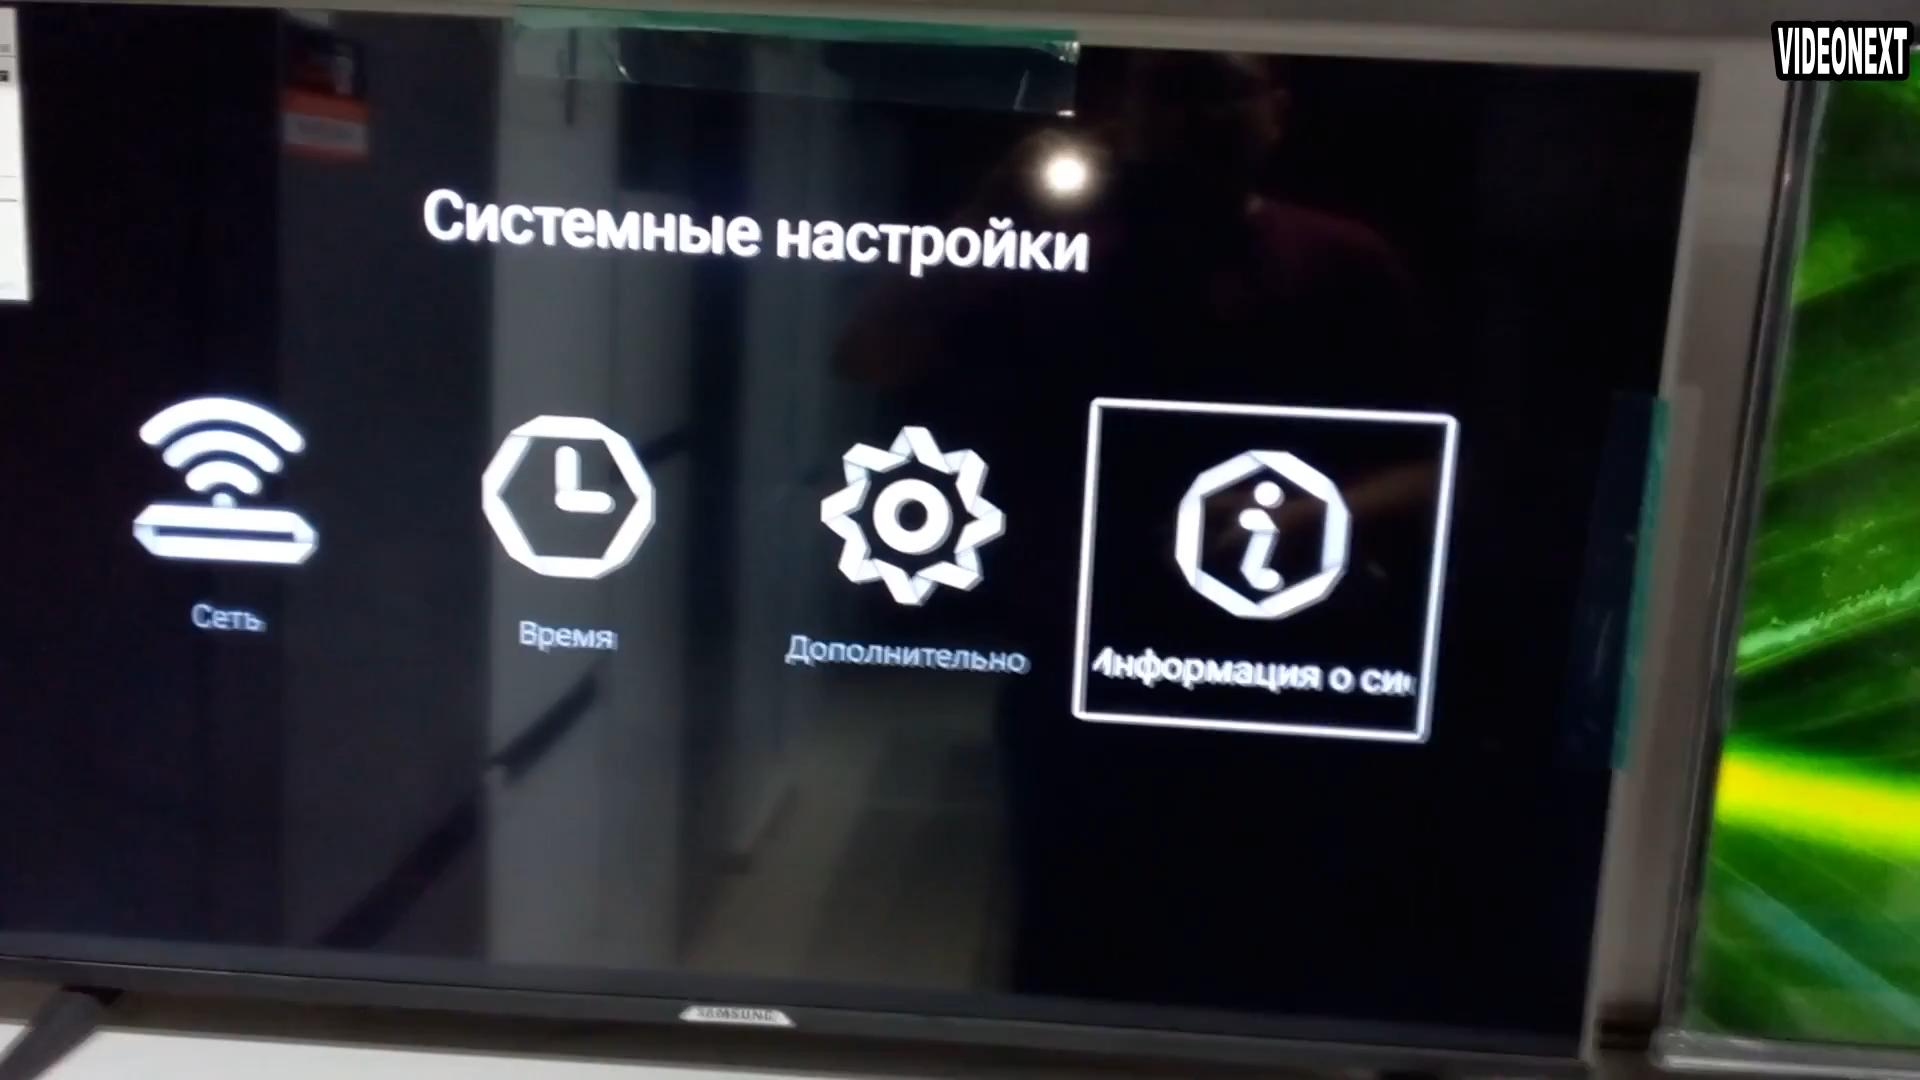 VIDEONEXT
Системные настройки
Сеть
Время
Дополнительно
Информация о си
SAMSUNG